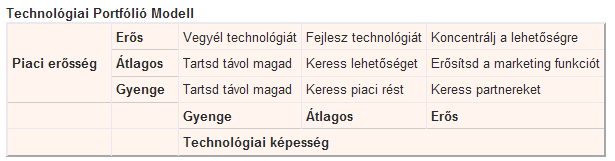 Technológiai Portfólió Modell
Piaci erősség Erős Vegyél technológiát Fejlesz technológiát Koncentrálj a lehetőségre
Átlagos Tartsd távol magad Keress lehetőséget Erősítsd a marketing funkciót
Gyenge Tartsd távol magad Keress piaci rést Keress partnereket
Gyenge Átlagos Erős
Technológiai képesség